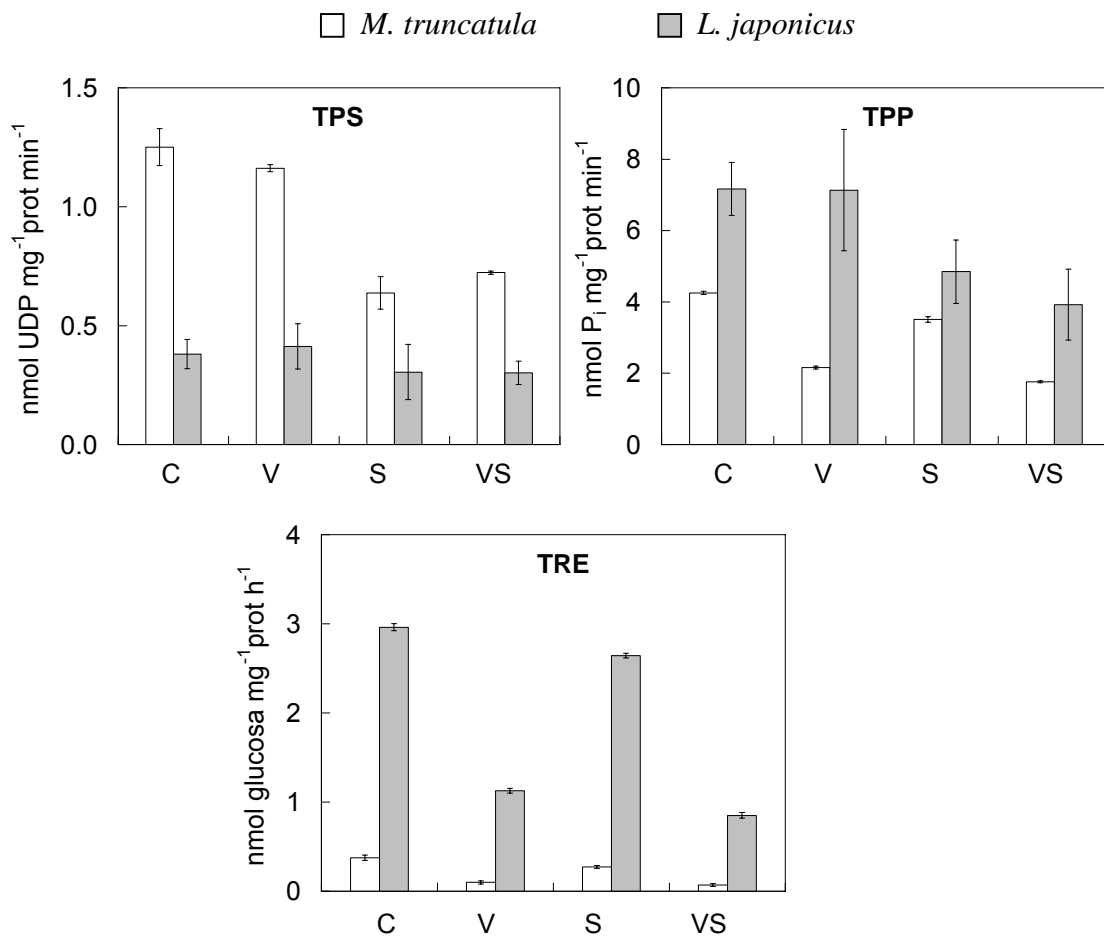 M. truncatula L. japonicus
TPS
nmol UDP mg⁻¹prot min⁻¹
1.5
1.0
0.5
0.0
C V S VS
TPP
nmol Pᵢ mg⁻¹prot min⁻¹
10
8
6
4
2
0
C V S VS
TRE
nmol glucosa mg⁻¹prot h⁻¹
4
3
2
1
0
C V S VS